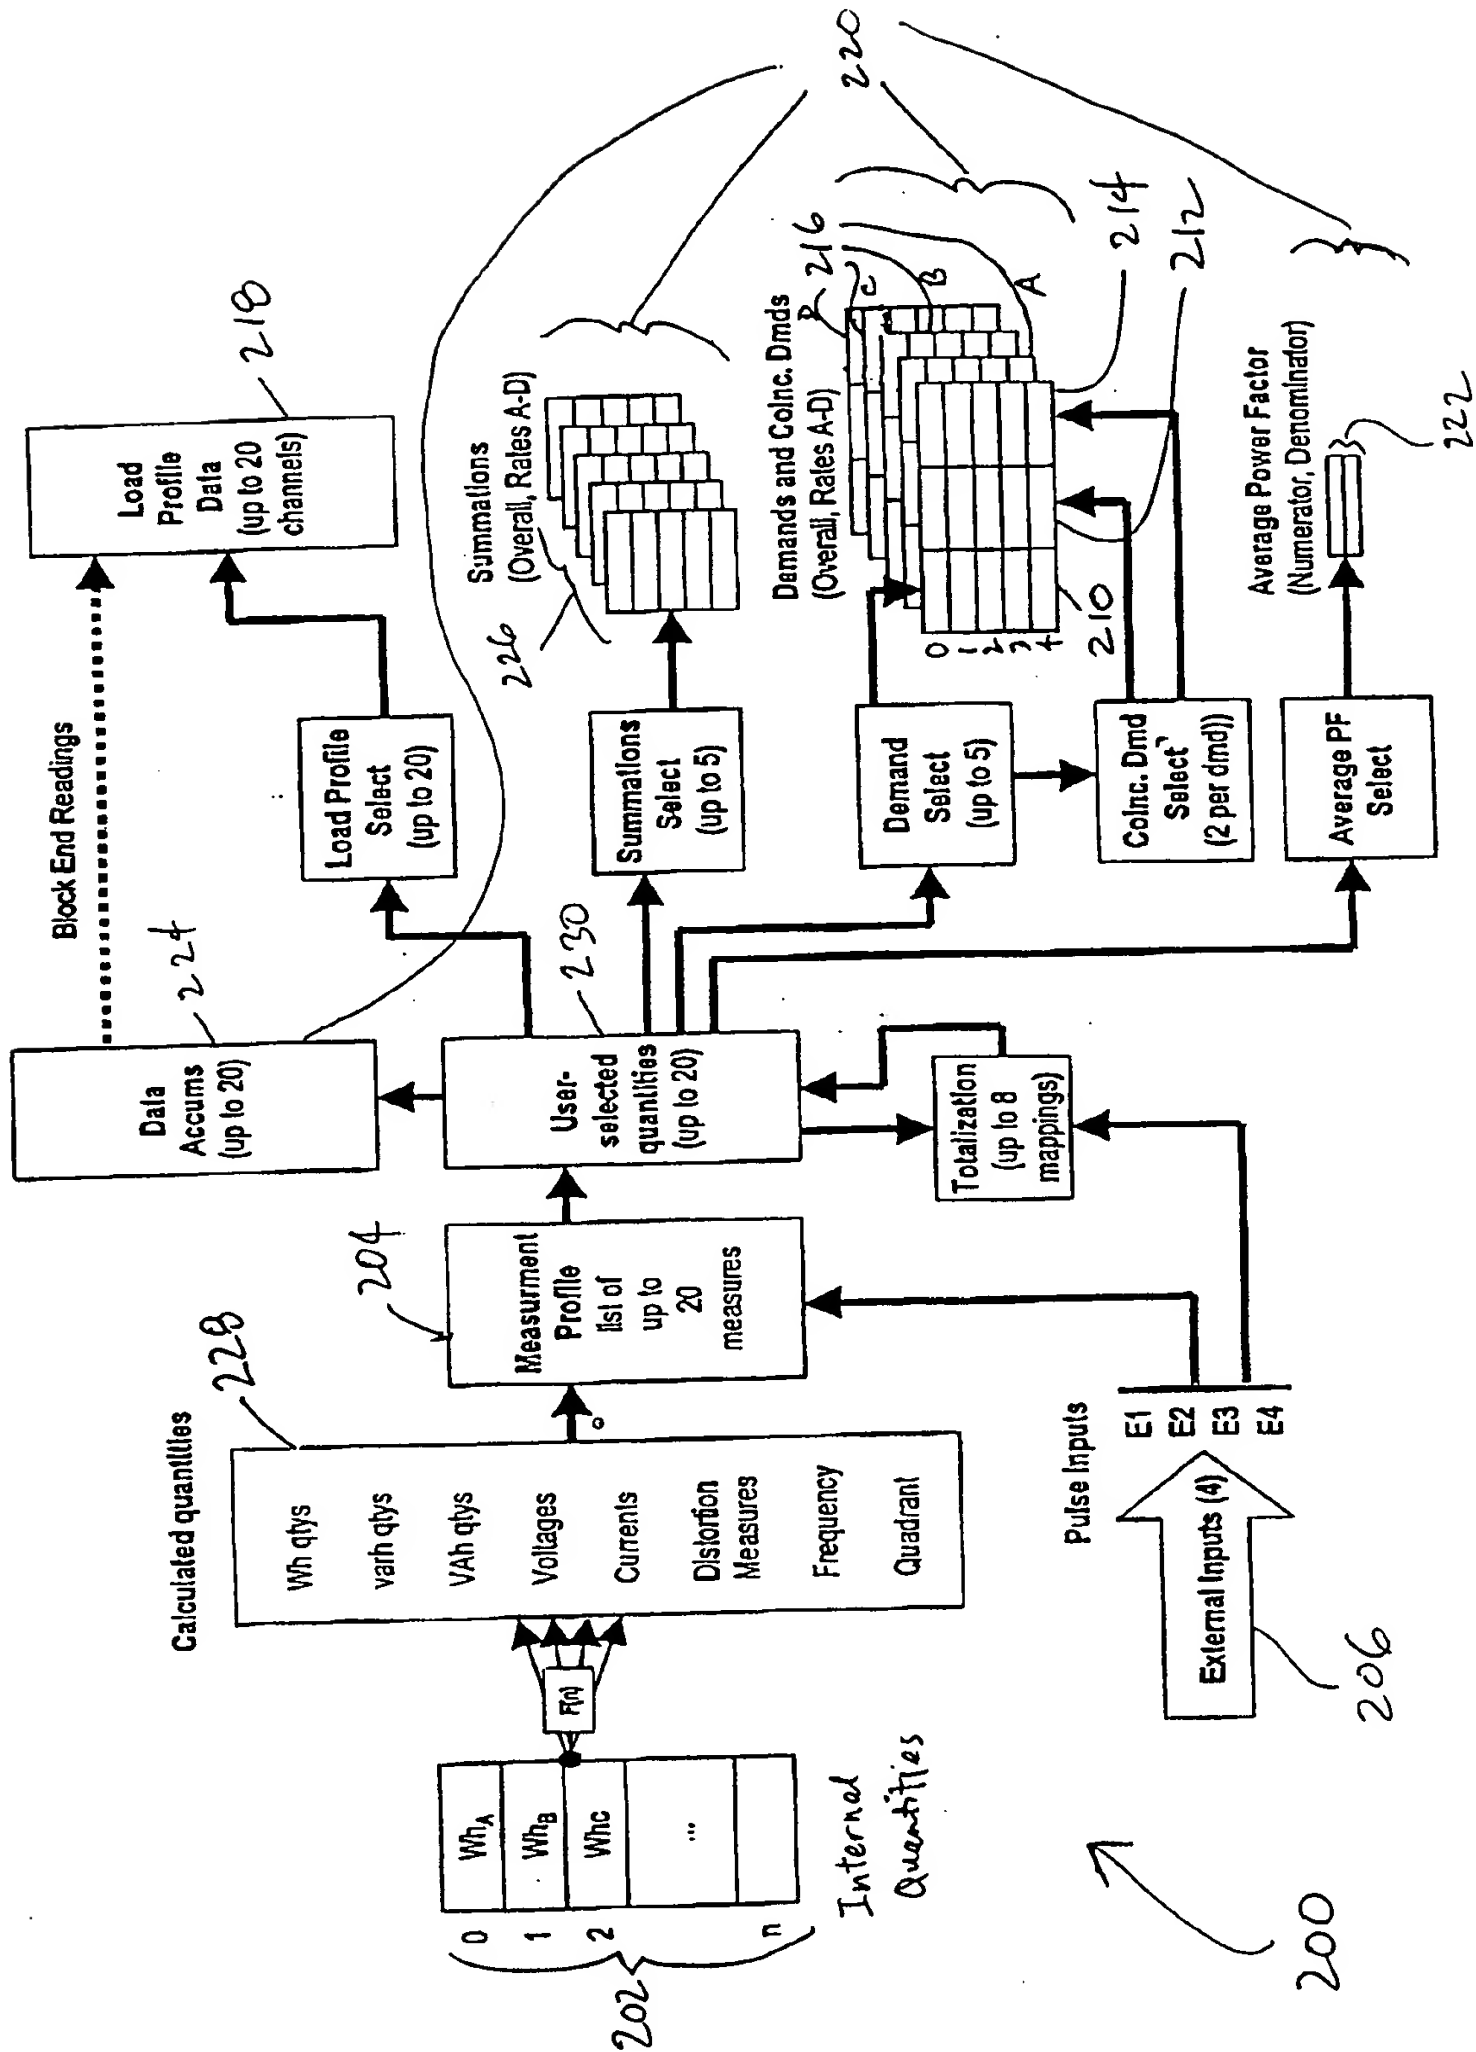 Calculated quantities
228
Wh qtys
varh qtys
VAh qtys
Voltages
Currents
Distortion
Measures
Frequency
Quadrant
0
1
2
n
WhA
WhB
Whc
...
F(n)
202
Internal
Quantities
204
Measurment
Profile
list of
up to
20
measures
Pulse Inputs
E1
E2
E3
E4
External Inputs (4)
206
200
Data
Accums
(up to 20)
224
Block End Readings
User-
selected
quantities
(up to 20)
230
Totalization
(up to 8
mappings)
Load
Profile
Data
(up to 20
channels)
218
Load Profile
Select
(up to 20)
Summations
Select
(up to 5)
Summations
(Overall, Rates A-D)
226
Demand
Select
(up to 5)
Demands and CoInc. Dmds
(Overall, Rates A-D)
0
1
2
3
4
210
D
C
B
A
216
220
214
212
CoInc. Dmd
Select
(2 per dmd))
Average PF
Select
Average Power Factor
(Numerator, Denominator)
222